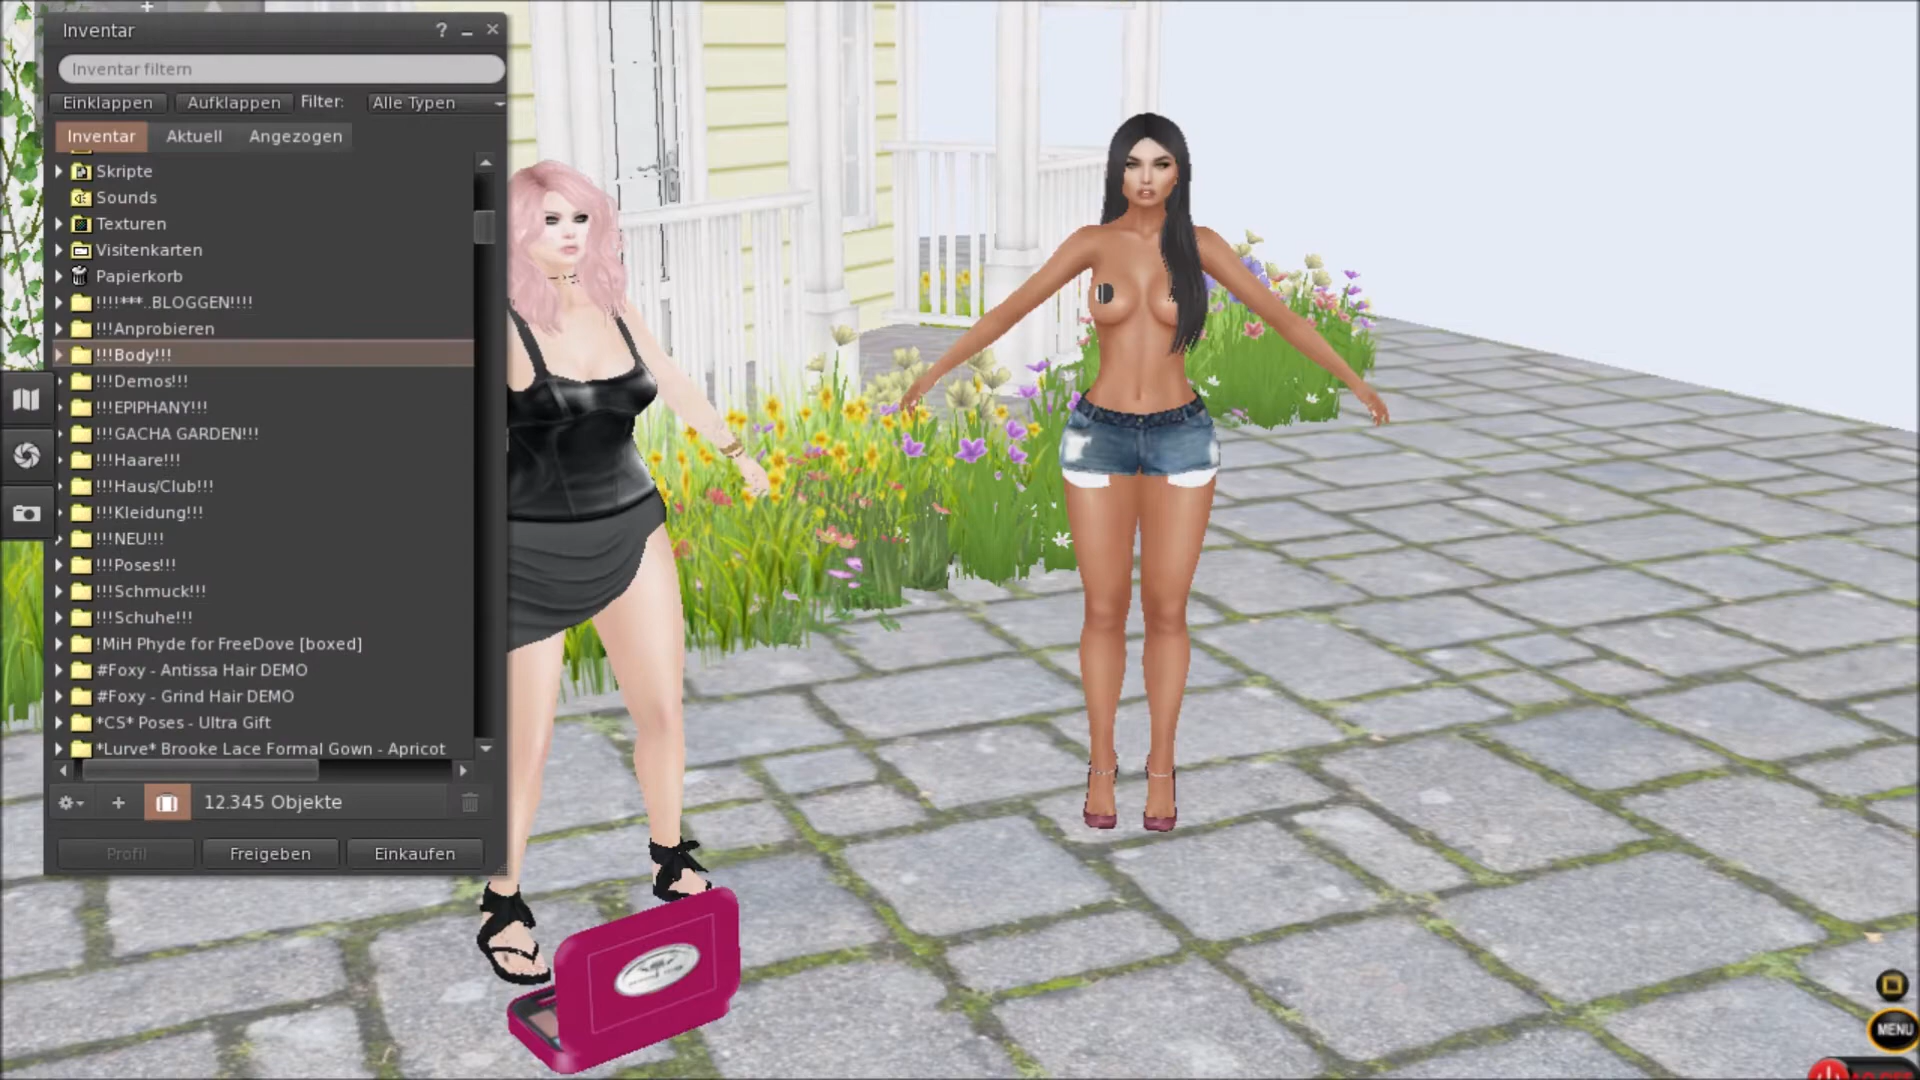 Inventar ?
Inventar filtern
Einklappen Aufklappen Filter: Alle Typen
Inventar Aktuell Angezogen
Skripte
Sounds
Texturen
Visitenkarten
Papierkorb
!!!!***..BLOGGEN!!!!
!!!Anprobieren
!!!Body!!!
!!!Demos!!!
!!!EPIPHANY!!!
!!!GACHA GARDEN!!!
!!!Haare!!!
!!!Haus/Club!!!
!!!Kleidung!!!
!!!NEU!!!
!!!Poses!!!
!!!Schmuck!!!
!!!Schuhe!!!
!MiH Phyde for FreeDove [boxed]
#Foxy - Antissa Hair DEMO
#Foxy - Grind Hair DEMO
*CS* Poses - Ultra Gift
*Lurve* Brooke Lace Formal Gown - Apricot
12.345 Objekte
Profil Freigeben Einkaufen
MENU